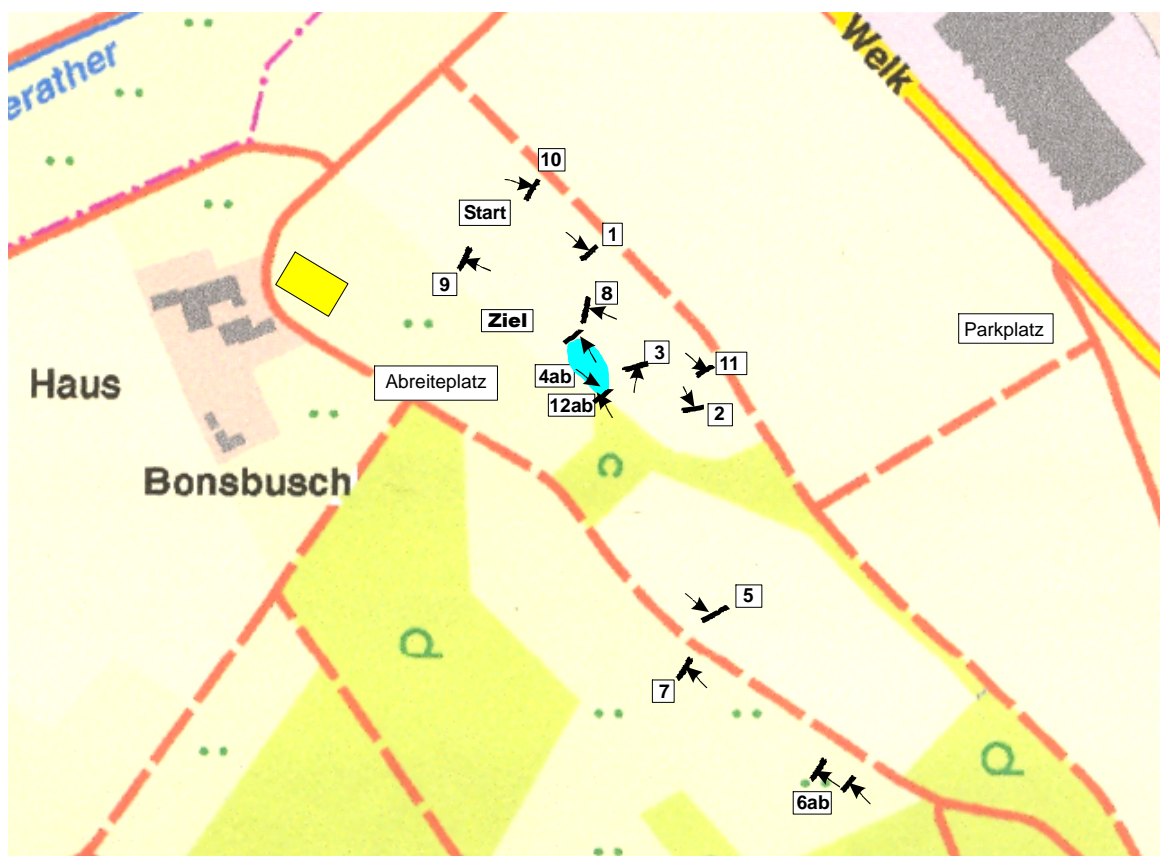 erather
Welk
10
Start
1
9
8
Ziel
Parkplatz
3
11
4ab
Haus
Abreiteplatz
12ab
2
C
Bonsbusch
5
Q
7
Q
6ab